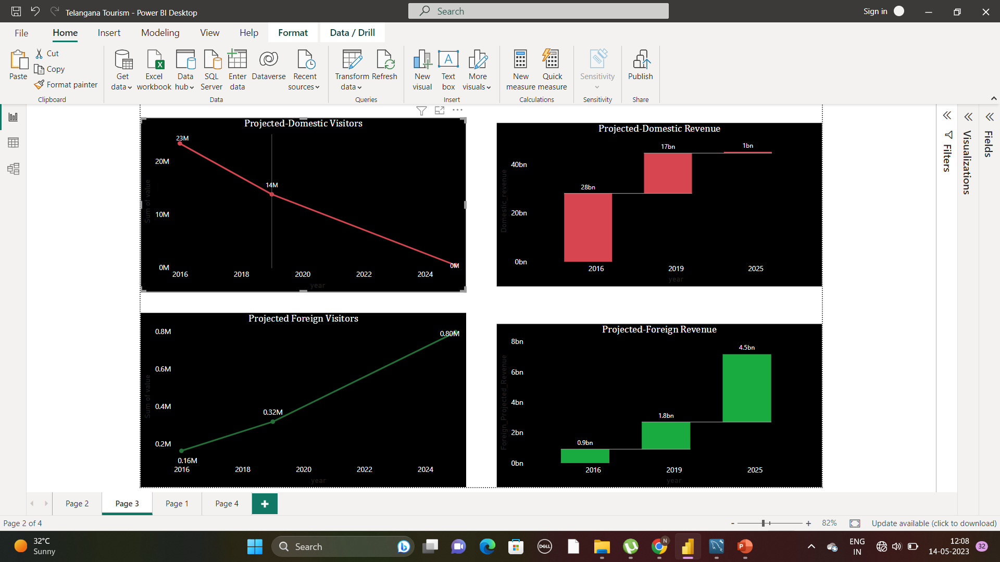 Telangana Tourism - Power BI Desktop
Search
Sign in
File Home Insert Modeling View Help Format Data / Drill
Paste
Cut
Copy
Format painter
Clipboard
Get data
Excel workbook
Data hub
SQL Server
Enter data
Dataverse
Recent sources
Data
Transform data
Refresh
Queries
New visual
Text box
More visuals
Insert
New measure
Quick measure
Calculations
Sensitivity
Sensitivity
Publish
Share
Projected-Domestic Visitors
23M
20M
14M
10M
0M
0M
Sum of value
2016 2018 2020 2022 2024
year
Projected-Domestic Revenue
17bn
1bn
40bn
28bn
20bn
0bn
Domestic_revenue
2016 2019 2025
year
Projected Foreign Visitors
0.8M
0.80M
0.6M
0.4M
0.32M
0.2M
0.16M
Sum of value
2016 2018 2020 2022 2024
year
Projected-Foreign Revenue
8bn
4.5bn
6bn
4bn
1.8bn
2bn
0.9bn
0bn
Foreign_Projected_Revenue
2016 2019 2025
year
Filters
Visualizations
Fields
Page 2 Page 3 Page 1 Page 4
Page 2 of 4
- + 82%
Update available (click to download)
32°C
Sunny
Search
DELL
N
P
ENG
IN
12:08
14-05-2023
32